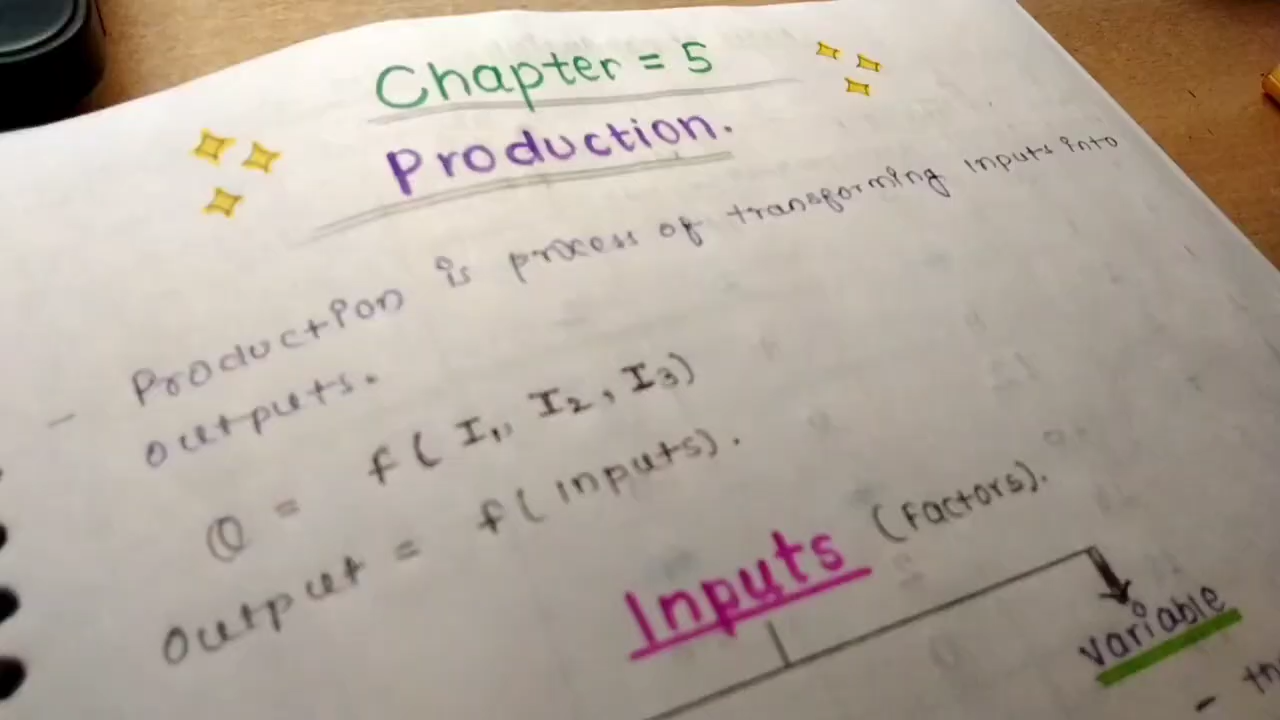 Chapter = 5
Production.
- Production is process of transforming inputs into
outputs.
Q = f( I1, I2, I3)
output = f(inputs).
Inputs (Factors).
variable
-